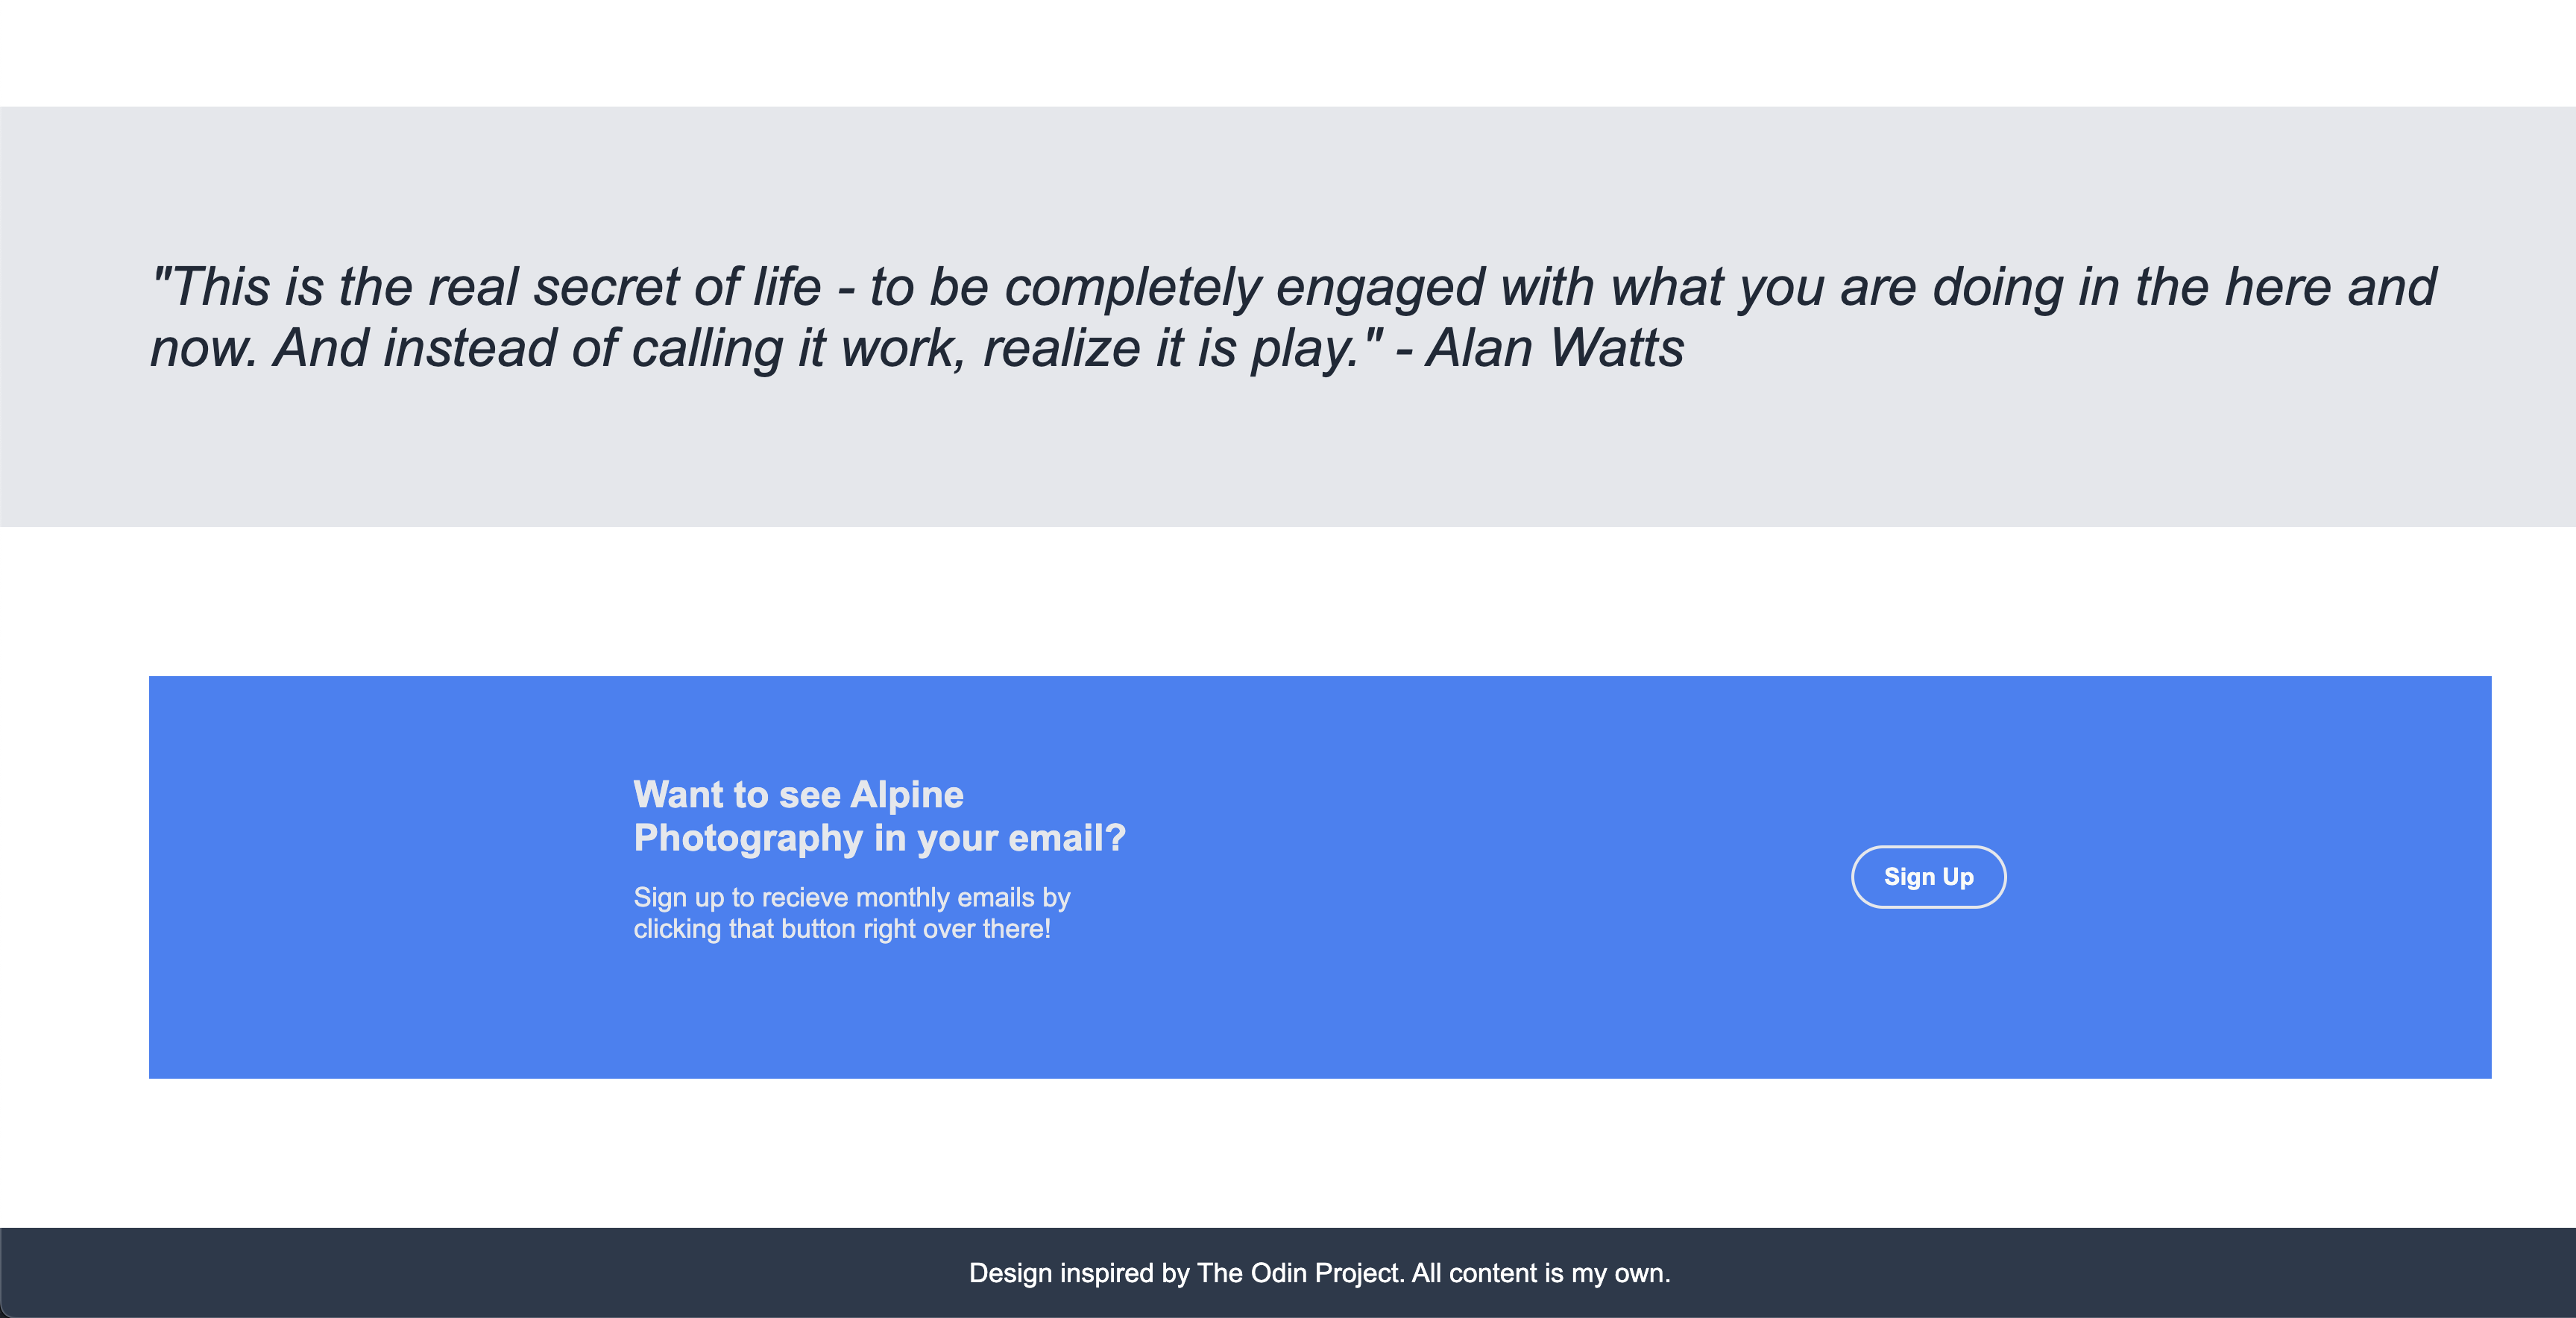 "This is the real secret of life - to be completely engaged with what you are doing in the here and
now. And instead of calling it work, realize it is play." - Alan Watts
Want to see Alpine
Photography in your email?
Sign up to recieve monthly emails by
clicking that button right over there!
Sign Up
Design inspired by The Odin Project. All content is my own.